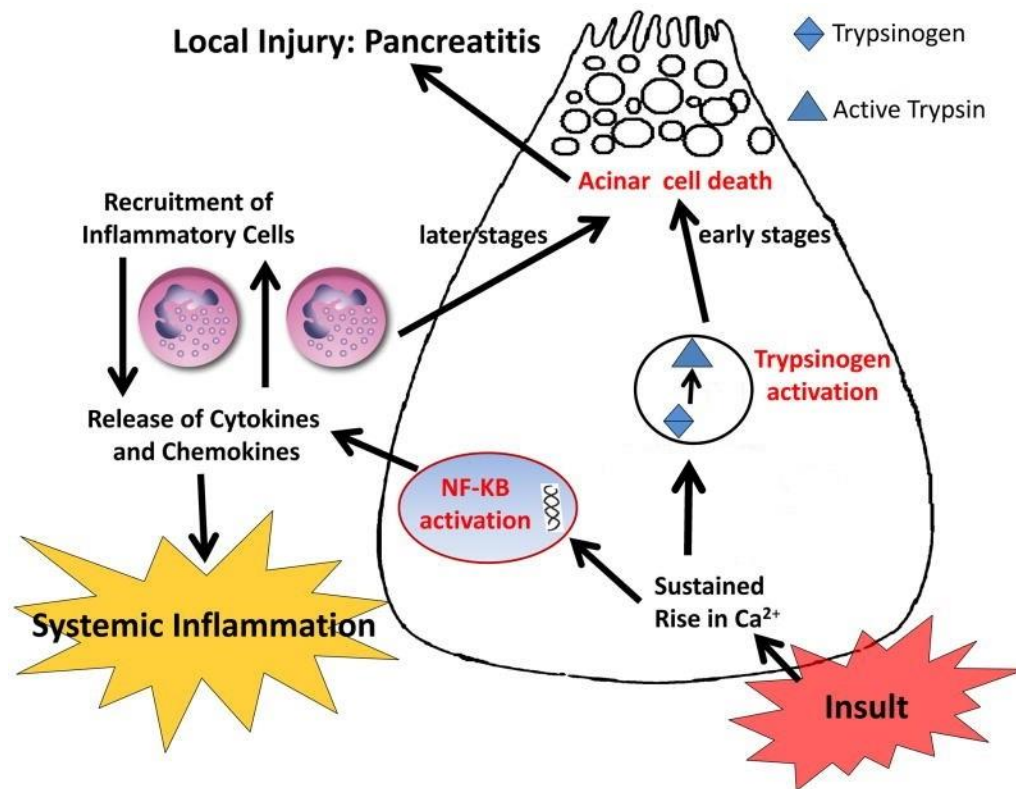 Local Injury: Pancreatitis
Trypsinogen
Active Trypsin
Acinar cell death
Recruitment of
Inflammatory Cells
later stages
early stages
Trypsinogen
activation
Release of Cytokines
and Chemokines
NF-KB
activation
Sustained
Rise in Ca²⁺
Systemic Inflammation
Insult